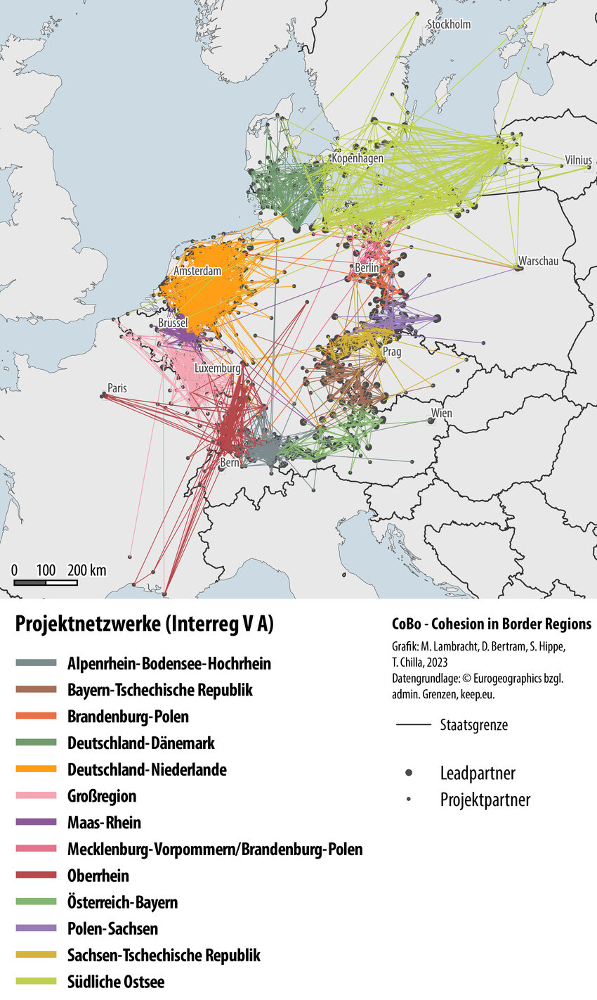 Stockholm
Kopenhagen
Vilnius
Warschau
Amsterdam
Berlin
Brüssel
Prag
Luxemburg
Paris
Wien
Bern
0 100 200 km
Projektnetzwerke (Interreg V A)
Alpenrhein-Bodensee-Hochrhein
Bayern-Tschechische Republik
Brandenburg-Polen
Deutschland-Dänemark
Deutschland-Niederlande
Großregion
Maas-Rhein
Mecklenburg-Vorpommern/Brandenburg-Polen
Oberrhein
Österreich-Bayern
Polen-Sachsen
Sachsen-Tschechische Republik
Südliche Ostsee
CoBo - Cohesion in Border Regions
Grafik: M. Lambracht, D. Bertram, S. Hippe,
T. Chilla, 2023
Datengrundlage: © Eurogeographics bzgl.
admin. Grenzen, keep.eu.
Staatsgrenze
Leadpartner
Projektpartner